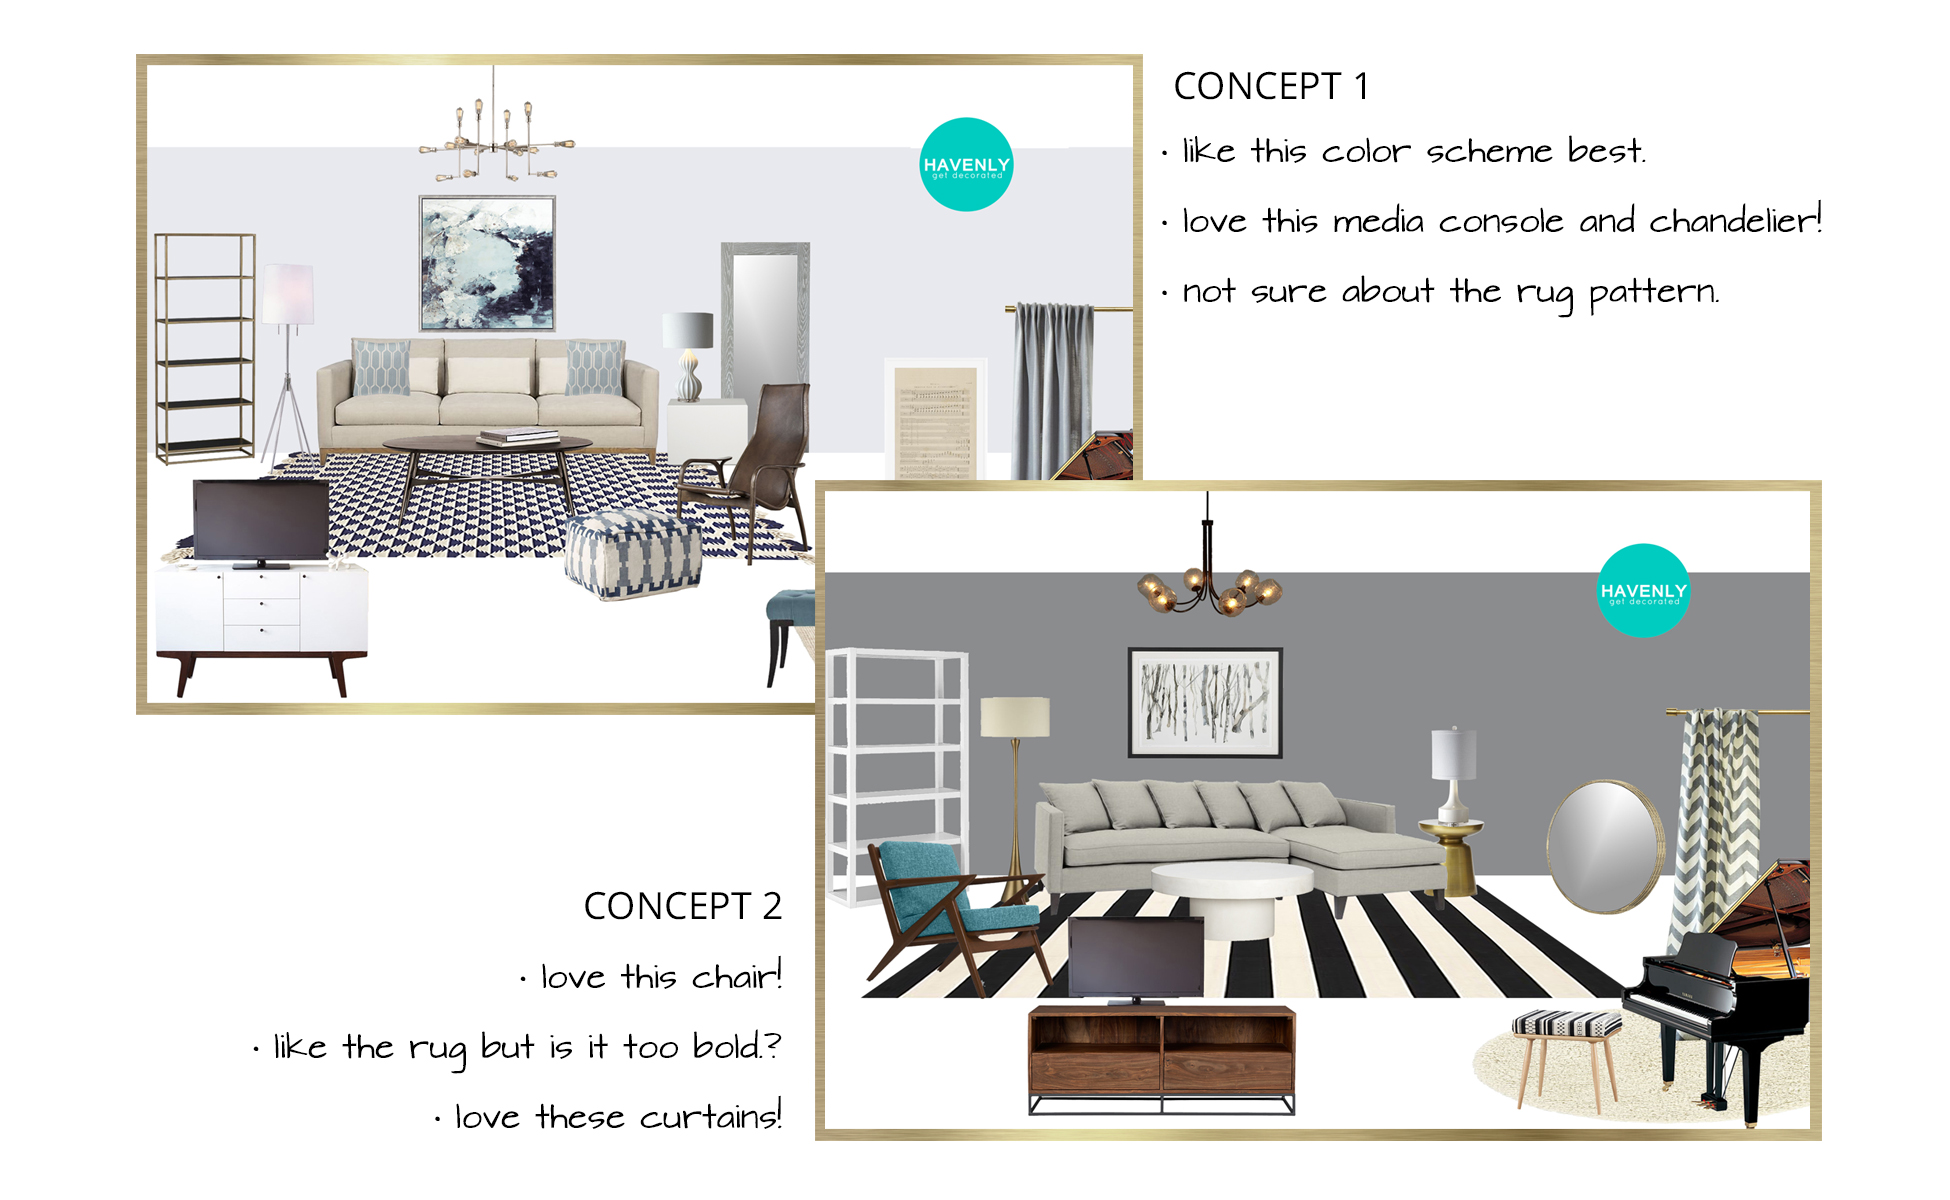 HAVENLY
get decorated
CONCEPT 1
• like this color scheme best.
• love this media console and chandelier!
• not sure about the rug pattern.
HAVENLY
get decorated
CONCEPT 2
• love this chair!
• like the rug but is it too bold.?
• love these curtains!